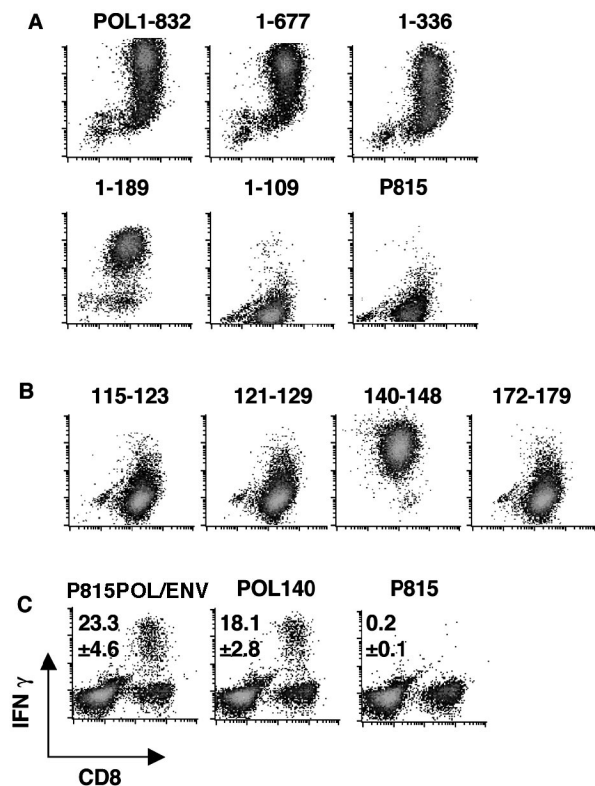 A
POL1-832 1-677 1-336
1-189 1-109 P815
B
115-123 121-129 140-148 172-179
C
P815POL/ENV POL140 P815
23.3 18.1 0.2
±4.6 ±2.8 ±0.1
IFN γ
CD8